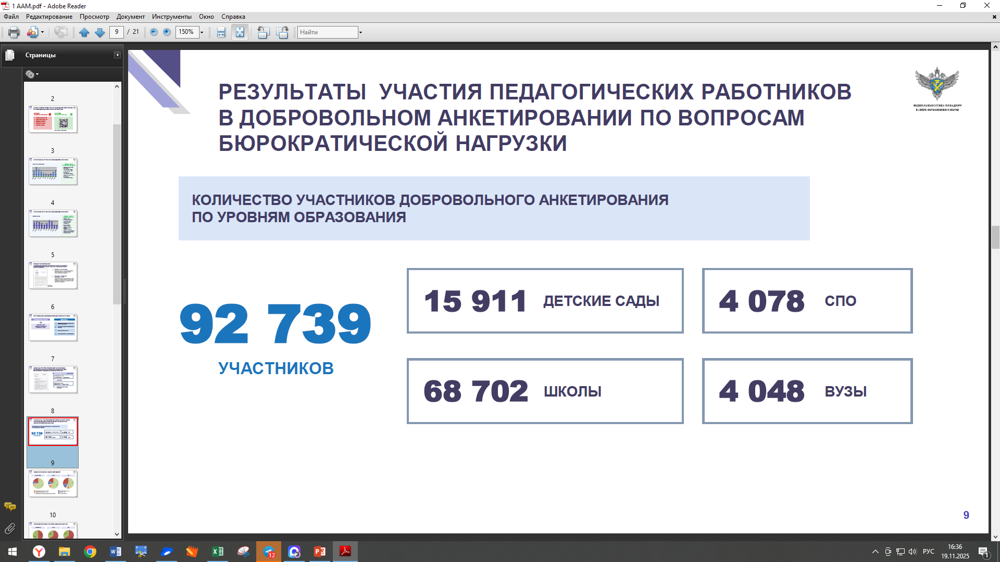 1 AAM.pdf - Adobe Reader
Файл Редактирование Просмотр Документ Инструменты Окно Справка
9 / 21 150% Найти
Страницы
2
3
4
5
6
7
8
9
10
РЕЗУЛЬТАТЫ УЧАСТИЯ ПЕДАГОГИЧЕСКИХ РАБОТНИКОВ
В ДОБРОВОЛЬНОМ АНКЕТИРОВАНИИ ПО ВОПРОСАМ
БЮРОКРАТИЧЕСКОЙ НАГРУЗКИ
ФЕДЕРАЛЬНАЯ СЛУЖБА ПО НАДЗОРУ
В СФЕРЕ ОБРАЗОВАНИЯ И НАУКИ
КОЛИЧЕСТВО УЧАСТНИКОВ ДОБРОВОЛЬНОГО АНКЕТИРОВАНИЯ
ПО УРОВНЯМ ОБРАЗОВАНИЯ
92 739
УЧАСТНИКОВ
15 911 ДЕТСКИЕ САДЫ
4 078 СПО
68 702 ШКОЛЫ
4 048 ВУЗЫ
9
12
3
РУС
16:36
19.11.2025
1